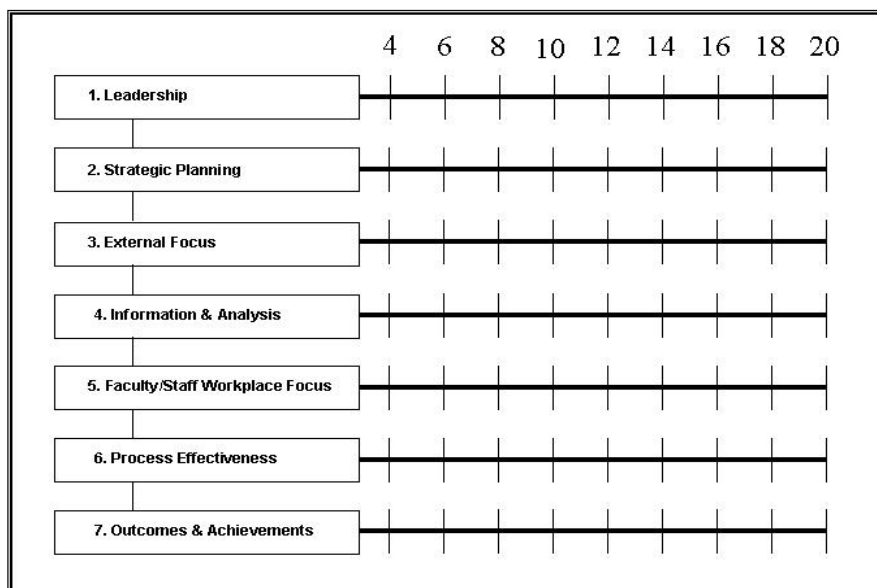 4 6 8 10 12 14 16 18 20
1. Leadership
2. Strategic Planning
3. External Focus
4. Information & Analysis
5. Faculty/Staff Workplace Focus
6. Process Effectiveness
7. Outcomes & Achievements